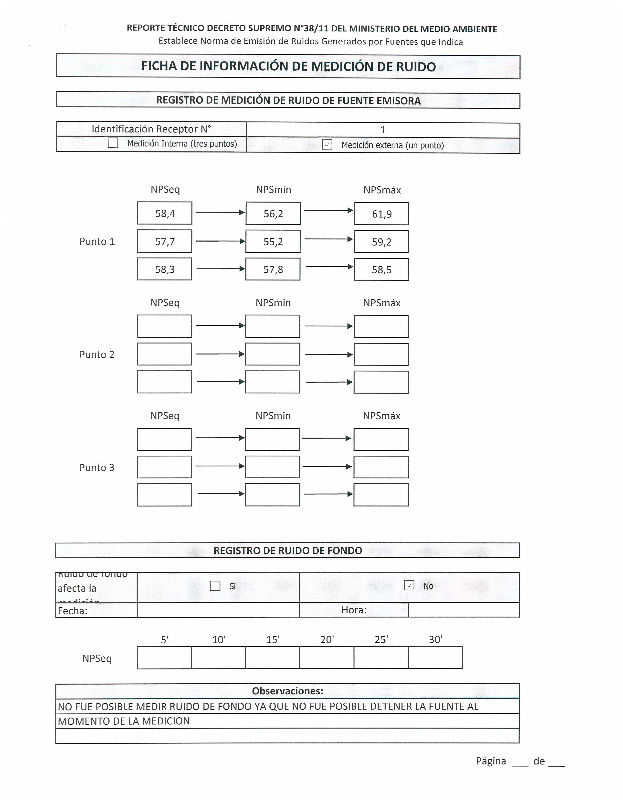 REPORTE TÉCNICO DECRETO SUPREMO N°38/11 DEL MINISTERIO DEL MEDIO AMBIENTE
Establece Norma de Emisión de Ruidos Generados por Fuentes que Indica
FICHA DE INFORMACIÓN DE MEDICIÓN DE RUIDO
REGISTRO DE MEDICIÓN DE RUIDO DE FUENTE EMISORA
Identificación Receptor N° 1
Medición Interna (tres puntos) Medición externa (un punto)
NPSeq NPSmin NPSmáx
58,4 56,2 61,9
Punto 1 57,7 55,2 59,2
58,3 57,8 58,5
NPSeq NPSmin NPSmáx
Punto 2
NPSeq NPSmin NPSmáx
Punto 3
REGISTRO DE RUIDO DE FONDO
Ruido de fondo
afecta la Si No
medición
Fecha: Hora:
5' 10' 15' 20' 25' 30'
NPSeq
Observaciones:
NO FUE POSIBLE MEDIR RUIDO DE FONDO YA QUE NO FUE POSIBLE DETENER LA FUENTE AL
MOMENTO DE LA MEDICION
Página ___ de ___